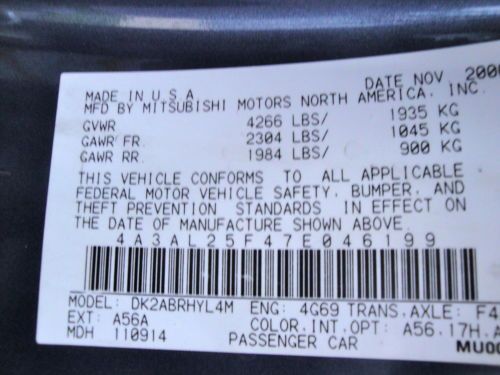 MADE IN U.S.A DATE NOV, 2006
MFD BY MITSUBISHI MOTORS NORTH AMERICA, INC.
GVWR 4266 LBS/ 1935 KG
GAWR FR. 2304 LBS/ 1045 KG
GAWR RR. 1984 LBS/ 900 KG
THIS VEHICLE CONFORMS TO ALL APPLICABLE
FEDERAL MOTOR VEHICLE SAFETY, BUMPER, AND
THEFT PREVENTION STANDARDS IN EFFECT ON
THE DATE OF MANUFACTURE SHOWN ABOVE.
4A3AL25F47E046199
MODEL: DK2ABRHYL4M ENG: 4G69 TRANS.AXLE: F4
EXT: A56A COLOR.INT.OPT: A56.17H.A
MDH 110914 PASSENGER CAR MU00